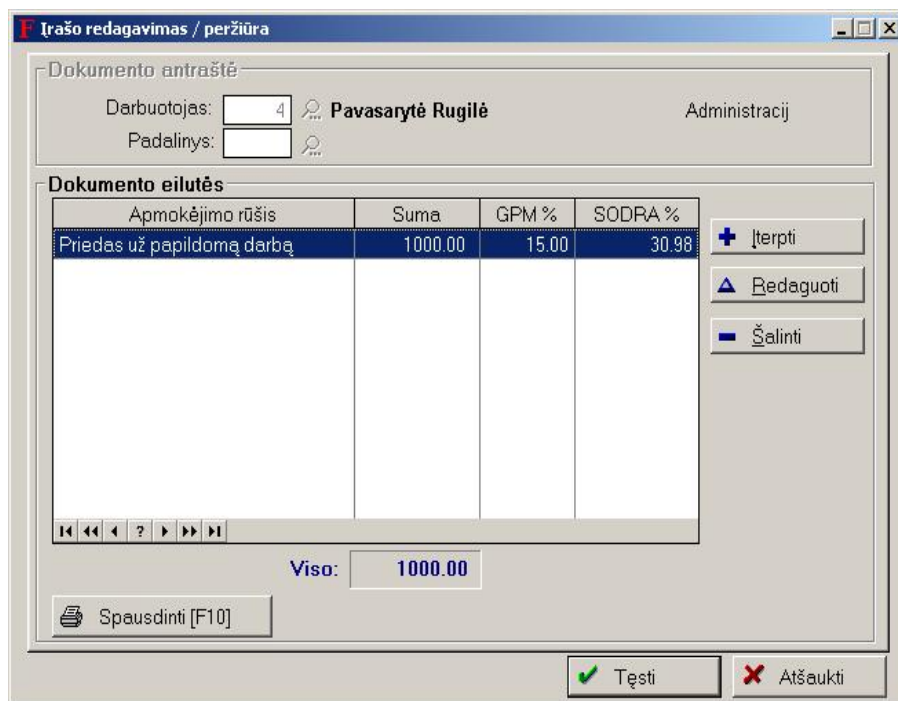 F Įrašo redagavimas / peržiūra
Dokumento antraštė
Darbuotojas: 4 Pavasarytė Rugilė Administracij
Padalinys:
Dokumento eilutės
Apmokėjimo rūšis Suma GPM % SODRA %
Priedas už papildomą darbą 1000.00 15.00 30.98
Įterpti
Redaguoti
Šalinti
?
Viso: 1000.00
Spausdinti [F10]
Tęsti Atšaukti